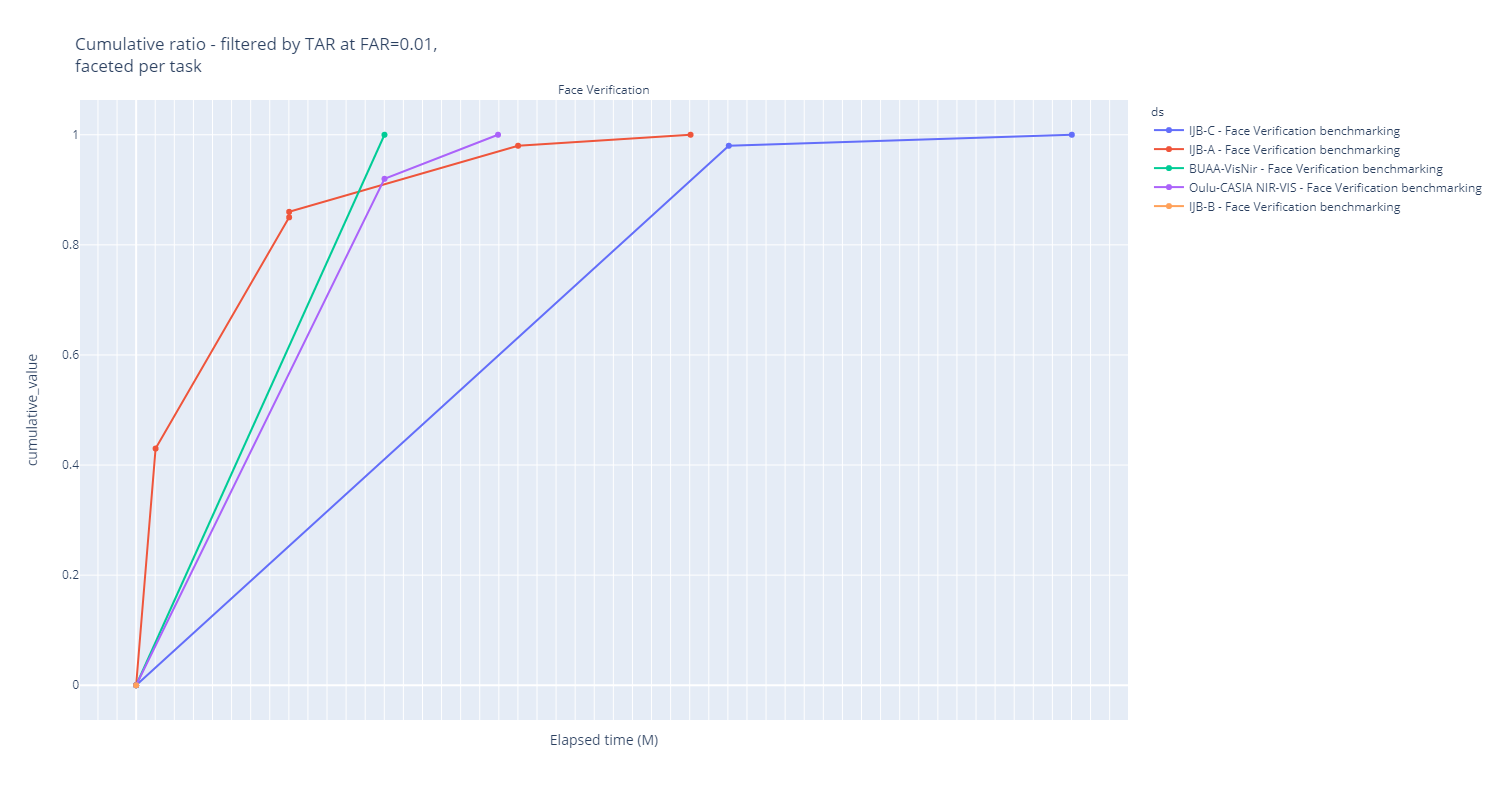 Cumulative ratio - filtered by TAR at FAR=0.01,
faceted per task
Face Verification
ds
IJB-C - Face Verification benchmarking
IJB-A - Face Verification benchmarking
BUAA-VisNir - Face Verification benchmarking
Oulu-CASIA NIR-VIS - Face Verification benchmarking
IJB-B - Face Verification benchmarking
1
0.8
0.6
0.4
0.2
0
cumulative_value
Elapsed time (M)